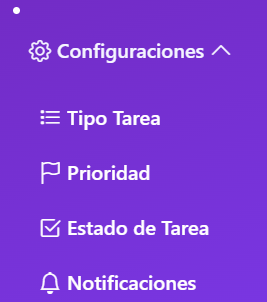 Configuraciones
Tipo Tarea
Prioridad
Estado de Tarea
Notificaciones